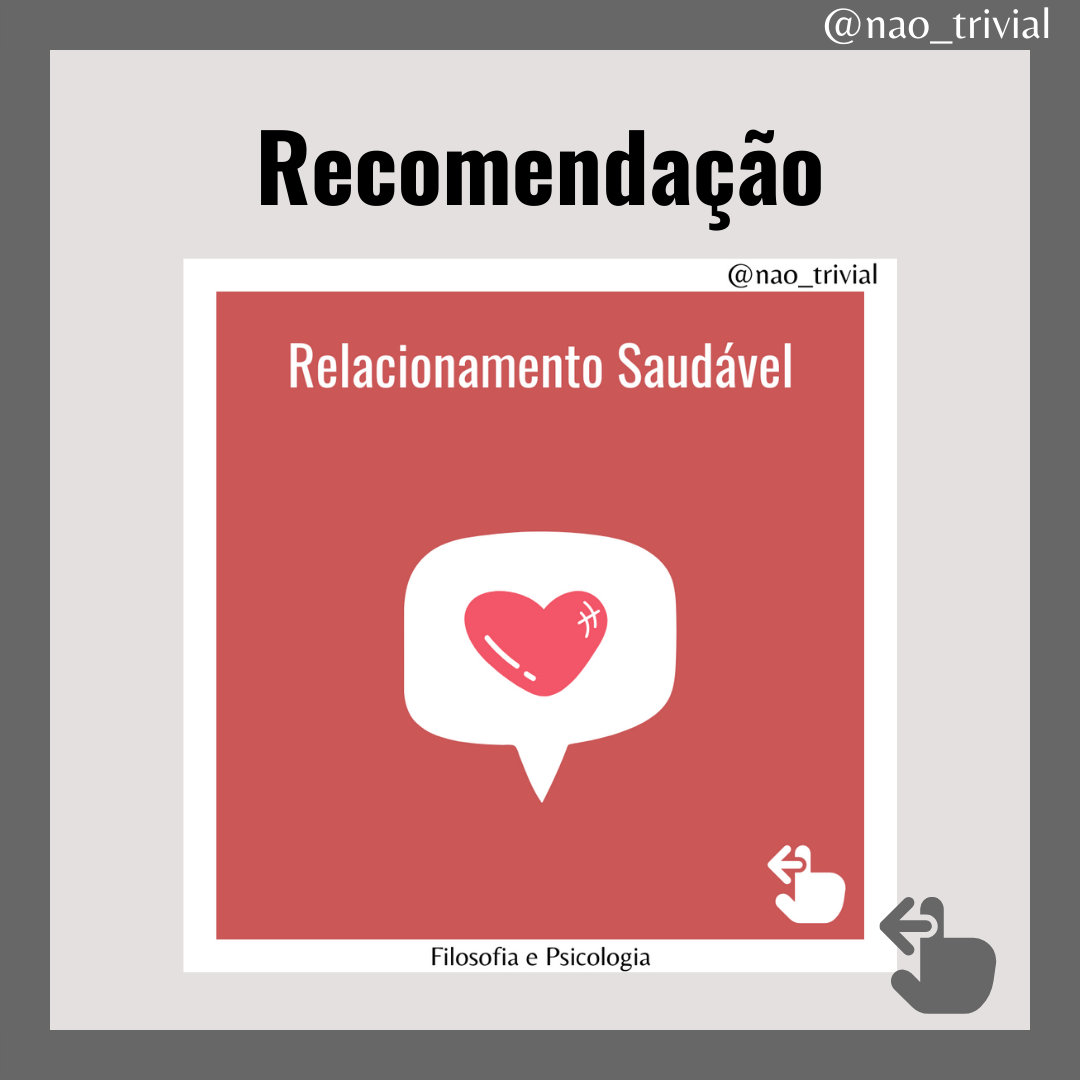 @nao_trivial
Recomendação
@nao_trivial
Relacionamento Saudável
Filosofia e Psicologia